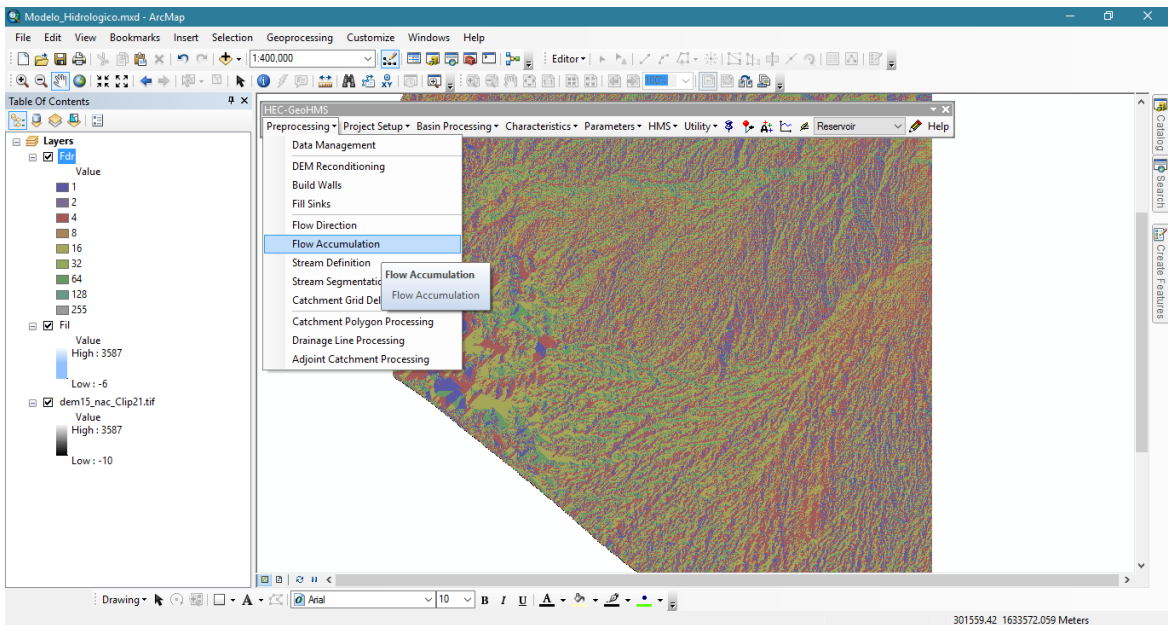 Modelo_Hidrologico.mxd - ArcMap
File Edit View Bookmarks Insert Selection Geoprocessing Customize Windows Help
1:400,000 Editor
100%
Table Of Contents
Layers
Fdr
Value
1
2
4
8
16
32
64
128
255
Fil
Value
High : 3587
Low : -6
dem15_nac_Clip21.tif
Value
High : 3587
Low : -10
HEC-GeoHMS
Preprocessing Project Setup Basin Processing Characteristics Parameters HMS Utility Reservoir Help
Data Management
DEM Reconditioning
Build Walls
Fill Sinks
Flow Direction
Flow Accumulation
Stream Definition
Stream Segmentatio
Catchment Grid Del
Catchment Polygon Processing
Drainage Line Processing
Adjoint Catchment Processing
Flow Accumulation
Flow Accumulation
Catalog
Search
Create Features
Drawing A Arial 10 B I U A
301559.42 1633572.059 Meters